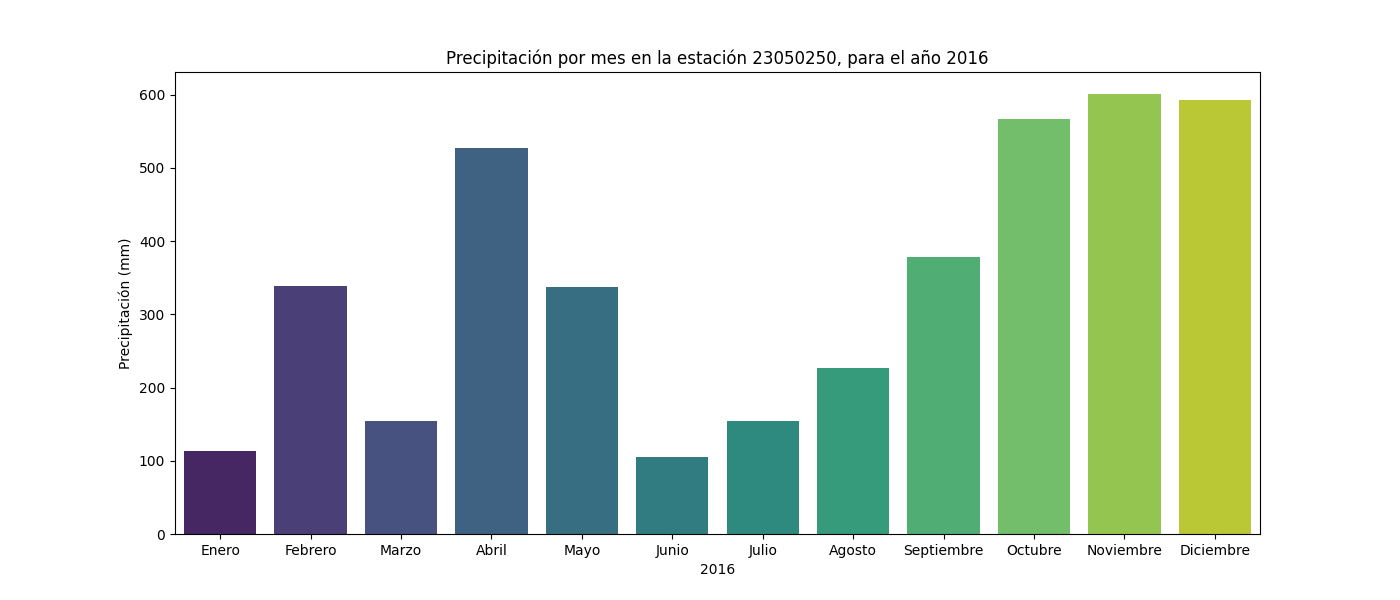 Precipitación por mes en la estación 23050250, para el año 2016
Precipitación (mm)
600
500
400
300
200
100
0
Enero Febrero Marzo Abril Mayo Junio Julio Agosto Septiembre Octubre Noviembre Diciembre
2016